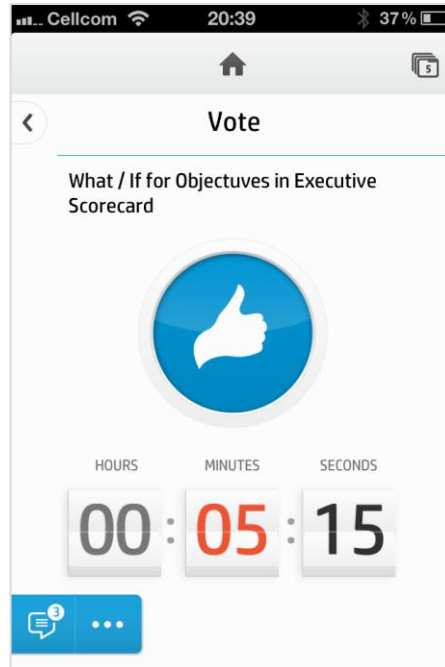 Cellcom 20:39 37%
5
Vote
What / If for Objectuves in Executive
Scorecard
HOURS MINUTES SECONDS
00 : 05 : 15
3